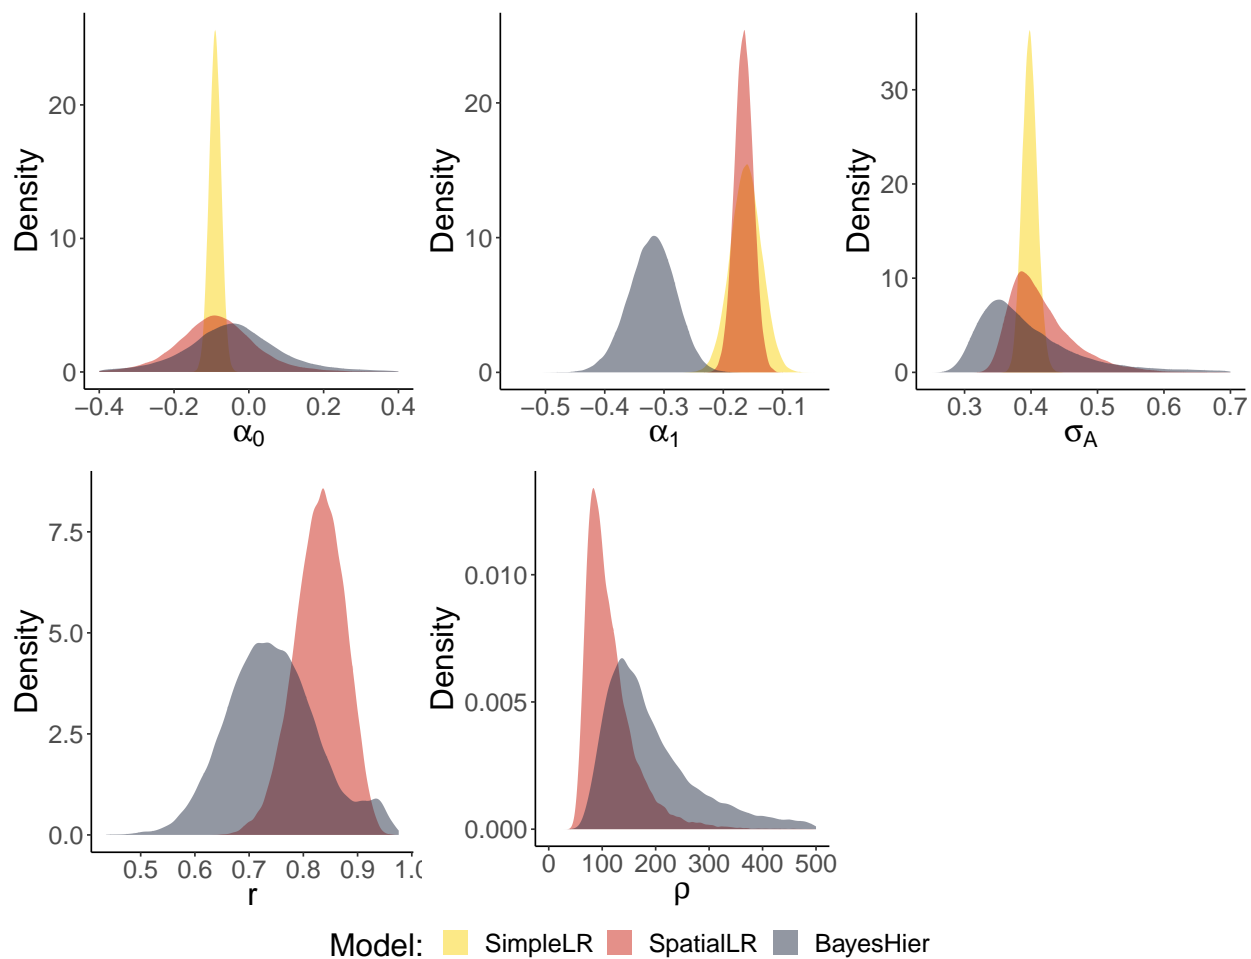 Density
20
10
0
−0.4 −0.2 0.0 0.2 0.4
α0
Density
20
10
0
−0.5 −0.4 −0.3 −0.2 −0.1
α1
Density
30
20
10
0
0.3 0.4 0.5 0.6 0.7
σA
Density
7.5
5.0
2.5
0.0
0.5 0.6 0.7 0.8 0.9 1.0
r
Density
0.010
0.005
0.000
0 100 200 300 400 500
ρ
Model: SimpleLR SpatialLR BayesHier